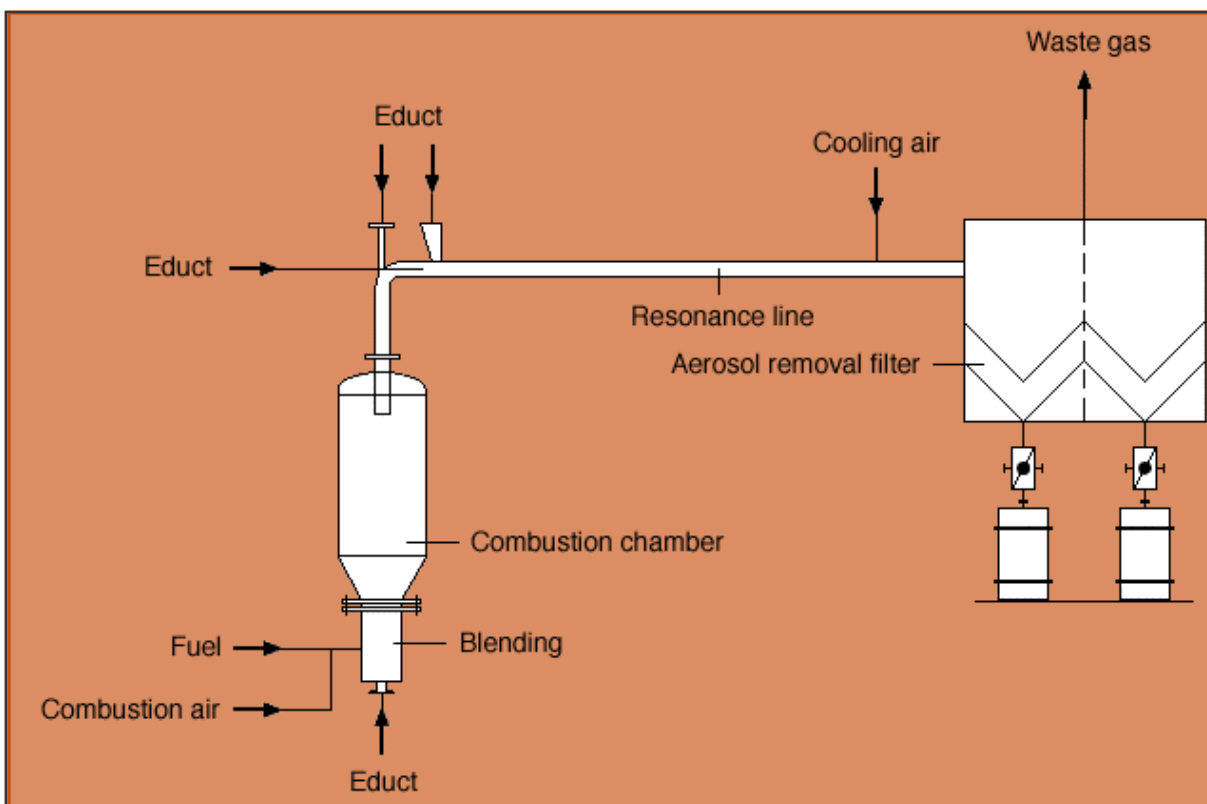 Waste gas
Educt
Cooling air
Educt
Resonance line
Aerosol removal filter
Combustion chamber
Fuel
Blending
Combustion air
Educt